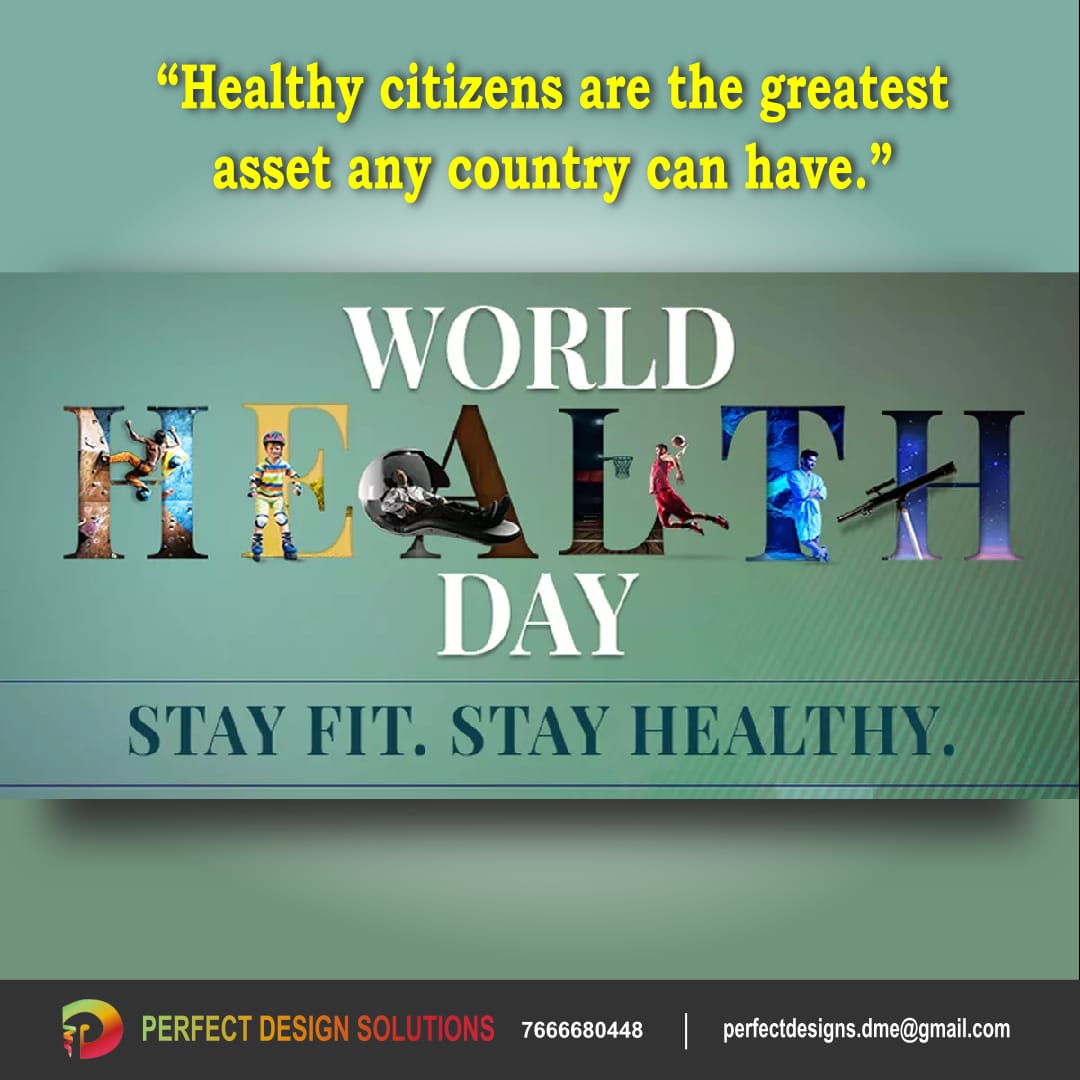 “Healthy citizens are the greatest
asset any country can have.”
WORLD
HEALTH
DAY
STAY FIT. STAY HEALTHY.
PERFECT DESIGN SOLUTIONS 7666680448 | perfectdesigns.dme@gmail.com